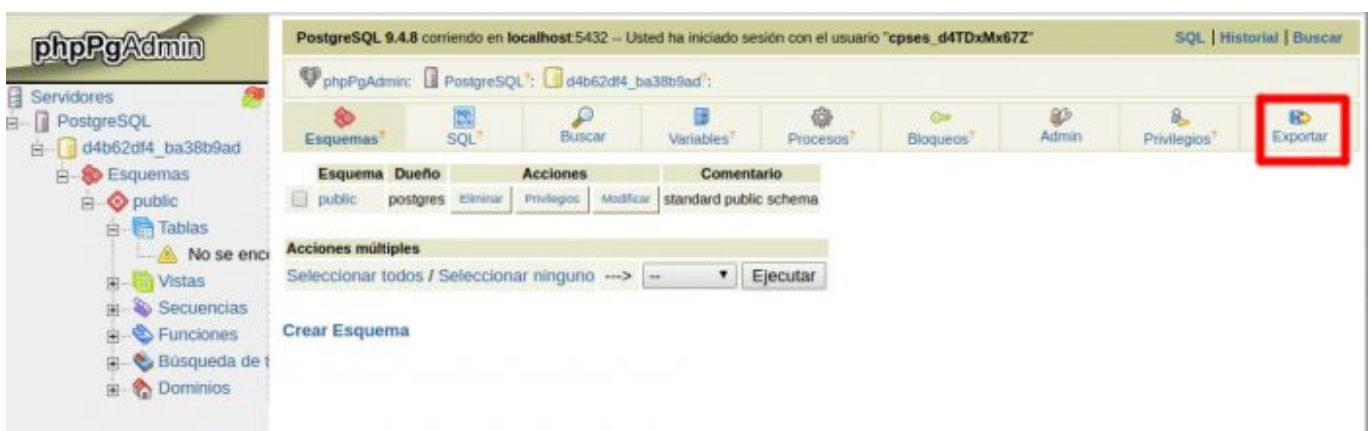 phpPgAdmin
PostgreSQL 9.4.8 corriendo en localhost:5432 -- Usted ha iniciado sesión con el usuario "cpses_d4TDxMx67Z"
SQL | Historial | Buscar
phpPgAdmin: PostgreSQL?: d4b62df4_ba38b9ad?:
Esquemas? SQL? Buscar Variables? Procesos? Bloqueos? Admin Privilegios? Exportar
Servidores
PostgreSQL
d4b62df4_ba38b9ad
Esquemas
public
Tablas
No se enc
Vistas
Secuencias
Funciones
Búsqueda de t
Dominios
Esquema Dueño Acciones Comentario
public postgres Eliminar Privilegios Modificar standard public schema
Acciones múltiples
Seleccionar todos / Seleccionar ninguno ---> -- Ejecutar
Crear Esquema